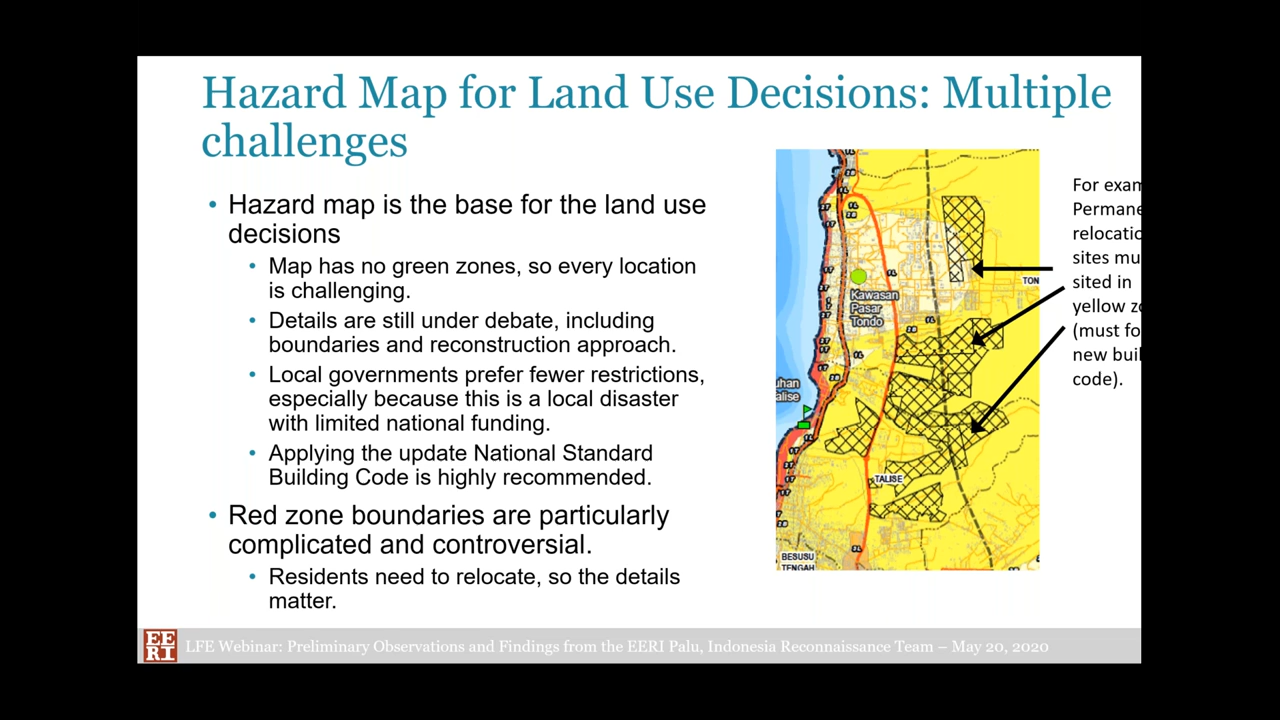 Hazard Map for Land Use Decisions: Multiple
challenges
• Hazard map is the base for the land use
decisions
• Map has no green zones, so every location
is challenging.
• Details are still under debate, including
boundaries and reconstruction approach.
• Local governments prefer fewer restrictions,
especially because this is a local disaster
with limited national funding.
• Applying the update National Standard
Building Code is highly recommended.
• Red zone boundaries are particularly
complicated and controversial.
• Residents need to relocate, so the details
matter.
For exam
Permane
relocatio
sites mu
sited in
yellow zo
(must fo
new buil
code).
TON
Kawasan
Pasar
Tondo
uhan
alise
TALISE
BESUSU
TENGAH
EERI
LFE Webinar: Preliminary Observations and Findings from the EERI Palu, Indonesia Reconnaissance Team – May 20, 2020